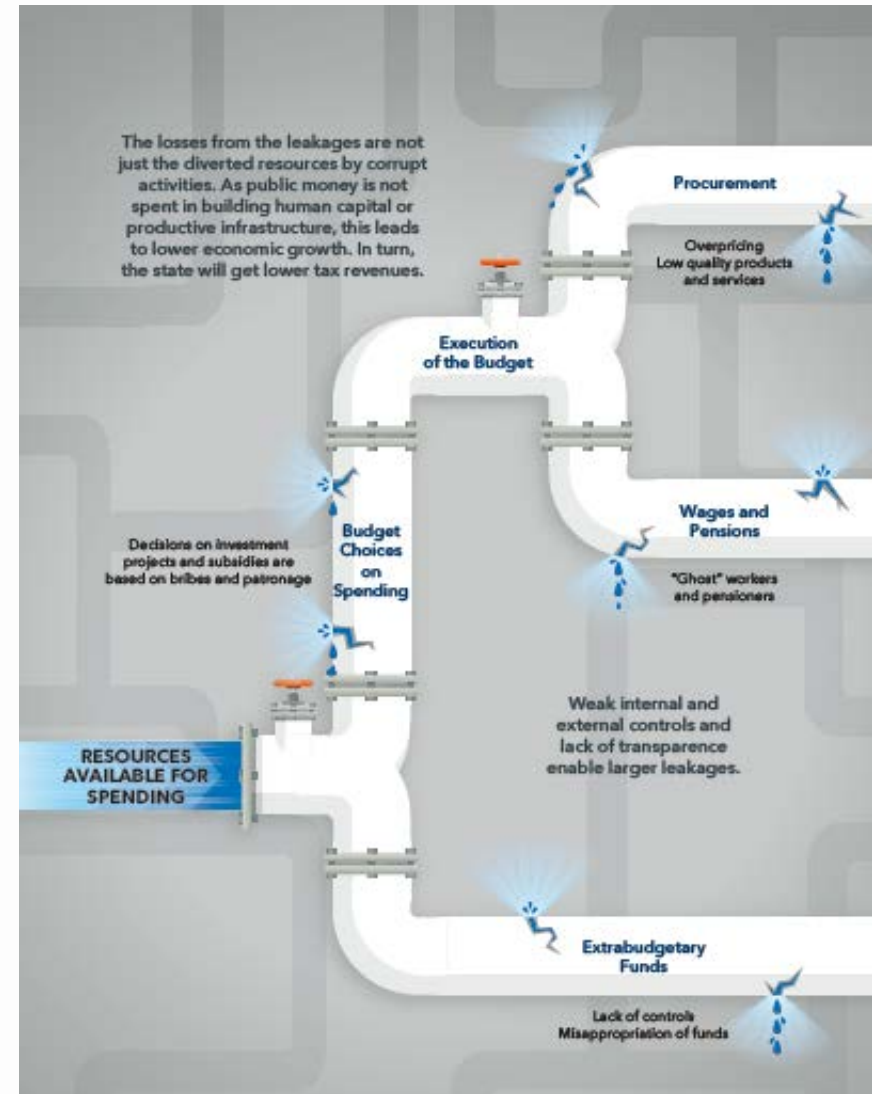 The losses from the leakages are not
just the diverted resources by corrupt
activities. As public money is not
spent in building human capital or
productive infrastructure, this leads
to lower economic growth. In turn,
the state will get lower tax revenues.
Procurement
Overpricing
Low quality products
and services
Execution
of the Budget
Wages and
Pensions
"Ghost" workers
and pensioners
Budget
Choices
on
Spending
Decisions on investment
projects and subsidies are
based on bribes and patronage
Weak internal and
external controls and
lack of transparence
enable larger leakages.
RESOURCES
AVAILABLE FOR
SPENDING
Extrabudgetary
Funds
Lack of controls
Misappropriation of funds